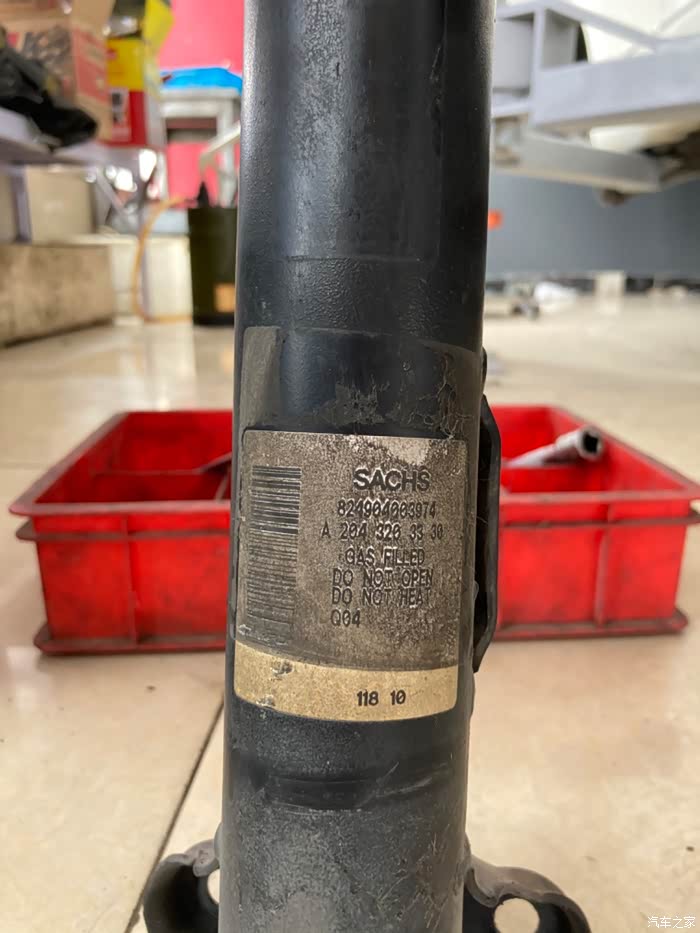 SACHS
824904003974
A 204 320 33 30
GAS FILLED
DO NOT OPEN
DO NOT HEAT
Q04
118 10
汽车之家